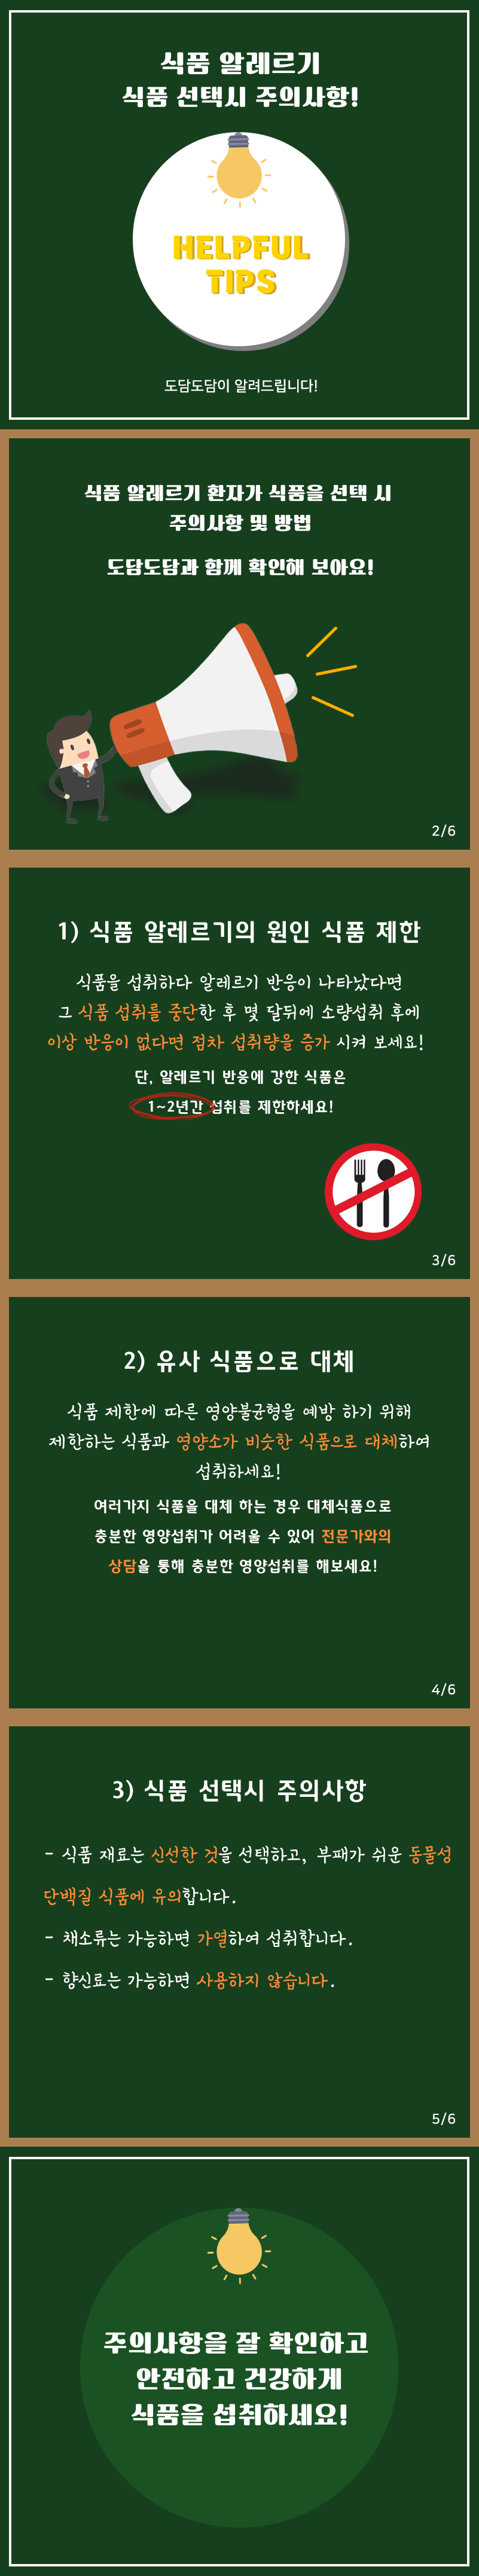 식품 알레르기
식품 선택시 주의사항!
HELPFUL
TIPS
도담도담이 알려드립니다!
식품 알레르기 환자가 식품을 선택 시
주의사항 및 방법
도담도담과 함께 확인해 보아요!
2/6
1) 식품 알레르기의 원인 식품 제한
식품을 섭취하다 알레르기 반응이 나타났다면
그 식품 섭취를 중단한 후 몇 달뒤에 소량섭취 후에
이상 반응이 없다면 점차 섭취량을 증가 시켜 보세요!
단, 알레르기 반응에 강한 식품은
1~2년간 섭취를 제한하세요!
3/6
2) 유사 식품으로 대체
식품 제한에 따른 영양불균형을 예방 하기 위해
제한하는 식품과 영양소가 비슷한 식품으로 대체하여
섭취하세요!
여러가지 식품을 대체 하는 경우 대체식품으로
충분한 영양섭취가 어려울 수 있어 전문가와의
상담을 통해 충분한 영양섭취를 해보세요!
4/6
3) 식품 선택시 주의사항
- 식품 재료는 신선한 것을 선택하고, 부패가 쉬운 동물성
단백질 식품에 유의합니다.
- 채소류는 가능하면 가열하여 섭취합니다.
- 향신료는 가능하면 사용하지 않습니다.
5/6
주의사항을 잘 확인하고
안전하고 건강하게
식품을 섭취하세요!